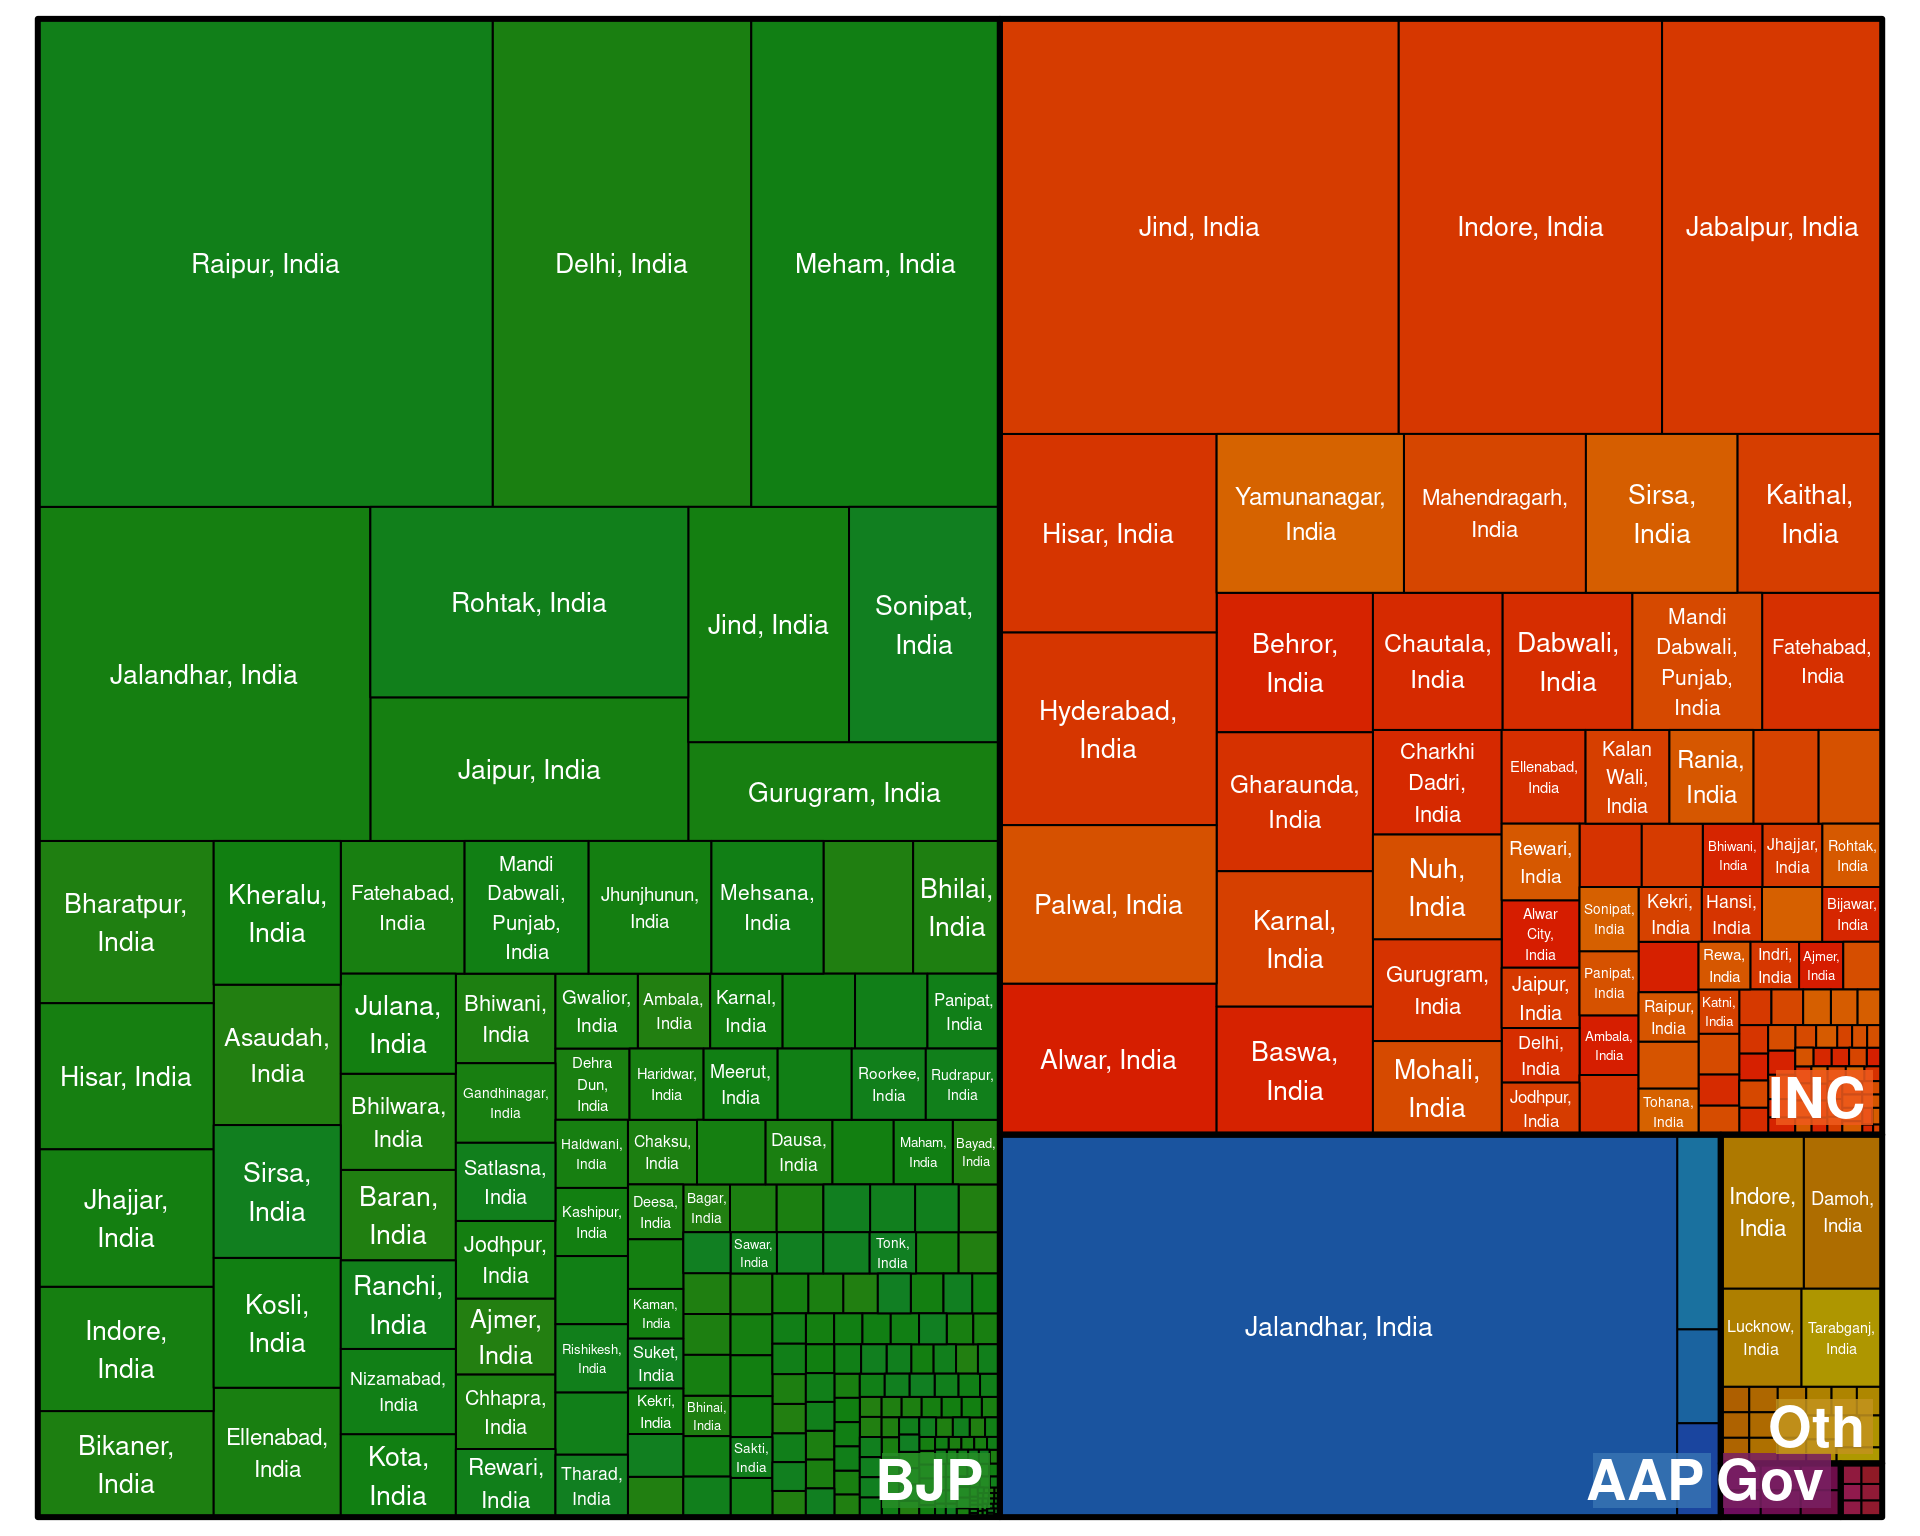 Raipur, India
Delhi, India
Meham, India
Jalandhar, India
Rohtak, India
Jaipur, India
Jind, India
Sonipat,
India
Gurugram, India
Bharatpur,
India
Hisar, India
Jhajjar,
India
Indore,
India
Bikaner,
India
Kheralu,
India
Asaudah,
India
Sirsa,
India
Kosli,
India
Ellenabad,
India
Fatehabad,
India
Mandi
Dabwali,
Punjab,
India
Jhunjhunun,
India
Mehsana,
India
Bhilai,
India
Julana,
India
Bhilwara,
India
Baran,
India
Ranchi,
India
Nizamabad,
India
Kota,
India
Bhiwani,
India
Gandhinagar,
India
Satlasna,
India
Jodhpur,
India
Ajmer,
India
Chhapra,
India
Rewari,
India
Gwalior,
India
Ambala,
India
Karnal,
India
Panipat,
India
Dehra
Dun,
India
Haridwar,
India
Meerut,
India
Roorkee,
India
Rudrapur,
India
Haldwani,
India
Kashipur,
India
Rishikesh,
India
Tharad,
India
Chaksu,
India
Dausa,
India
Maham,
India
Bayad,
India
Deesa,
India
Kaman,
India
Suket,
India
Kekri,
India
Bagar,
India
Sawar,
India
Tonk,
India
Bhinai,
India
Sakti,
India
BJP
Jind, India
Indore, India
Jabalpur, India
Hisar, India
Hyderabad,
India
Palwal, India
Alwar, India
Yamunanagar,
India
Mahendragarh,
India
Sirsa,
India
Kaithal,
India
Behror,
India
Gharaunda,
India
Karnal,
India
Baswa,
India
Chautala,
India
Dabwali,
India
Mandi
Dabwali,
Punjab,
India
Fatehabad,
India
Charkhi
Dadri,
India
Nuh,
India
Gurugram,
India
Mohali,
India
Ellenabad,
India
Kalan
Wali,
India
Rania,
India
Rewari,
India
Alwar
City,
India
Jaipur,
India
Delhi,
India
Jodhpur,
India
Bhiwani,
India
Jhajjar,
India
Rohtak,
India
Sonipat,
India
Panipat,
India
Ambala,
India
Kekri,
India
Hansi,
India
Bijawar,
India
Rewa,
India
Indri,
India
Ajmer,
India
Raipur,
India
Katni,
India
Tohana,
India
INC
Jalandhar, India
AAP
Indore,
India
Damoh,
India
Lucknow,
India
Tarabganj,
India
Oth
Gov